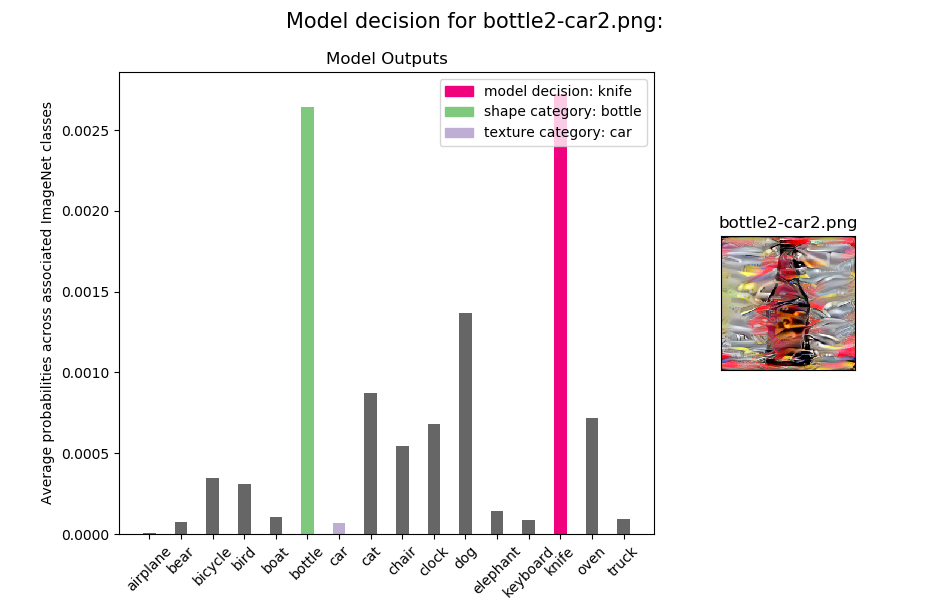 Model decision for bottle2-car2.png:
Model Outputs
model decision: knife
shape category: bottle
texture category: car
Average probabilities across associated ImageNet classes
0.0025
0.0020
0.0015
0.0010
0.0005
0.0000
airplane
bear
bicycle
bird
boat
bottle
car
cat
chair
clock
dog
elephant
keyboard
knife
oven
truck
bottle2-car2.png